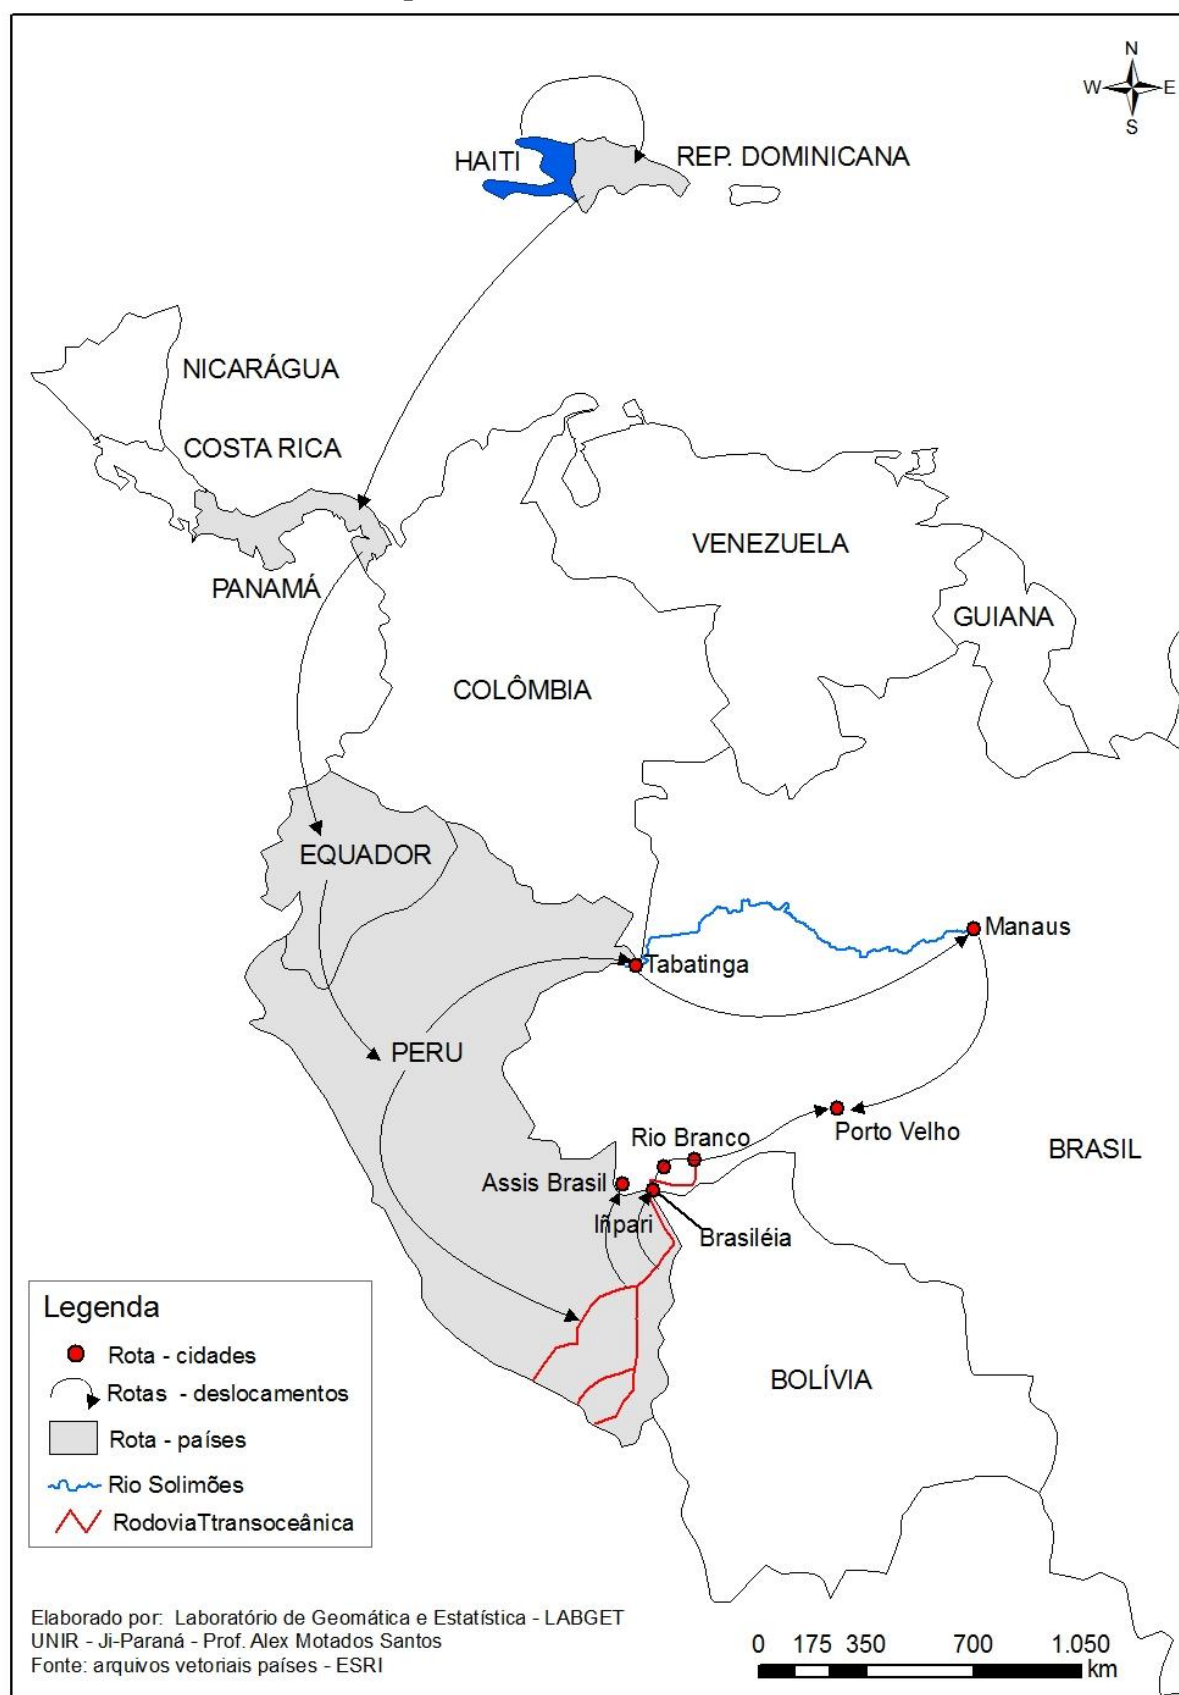 N
W E
S
HAITI
REP. DOMINICANA
NICARÁGUA
COSTA RICA
PANAMÁ
VENEZUELA
GUIANA
COLÔMBIA
EQUADOR
Manaus
Tabatinga
PERU
Porto Velho
Rio Branco
BRASIL
Assis Brasil
Iñpari
Brasiléia
BOLÍVIA
Legenda
Rota - cidades
Rotas - deslocamentos
Rota - países
Rio Solimões
RodoviaTtransoceânica
Elaborado por: Laboratório de Geomática e Estatística - LABGET
UNIR - Ji-Paraná - Prof. Alex Motados Santos
Fonte: arquivos vetoriais países - ESRI
0 175 350 700 1.050
km